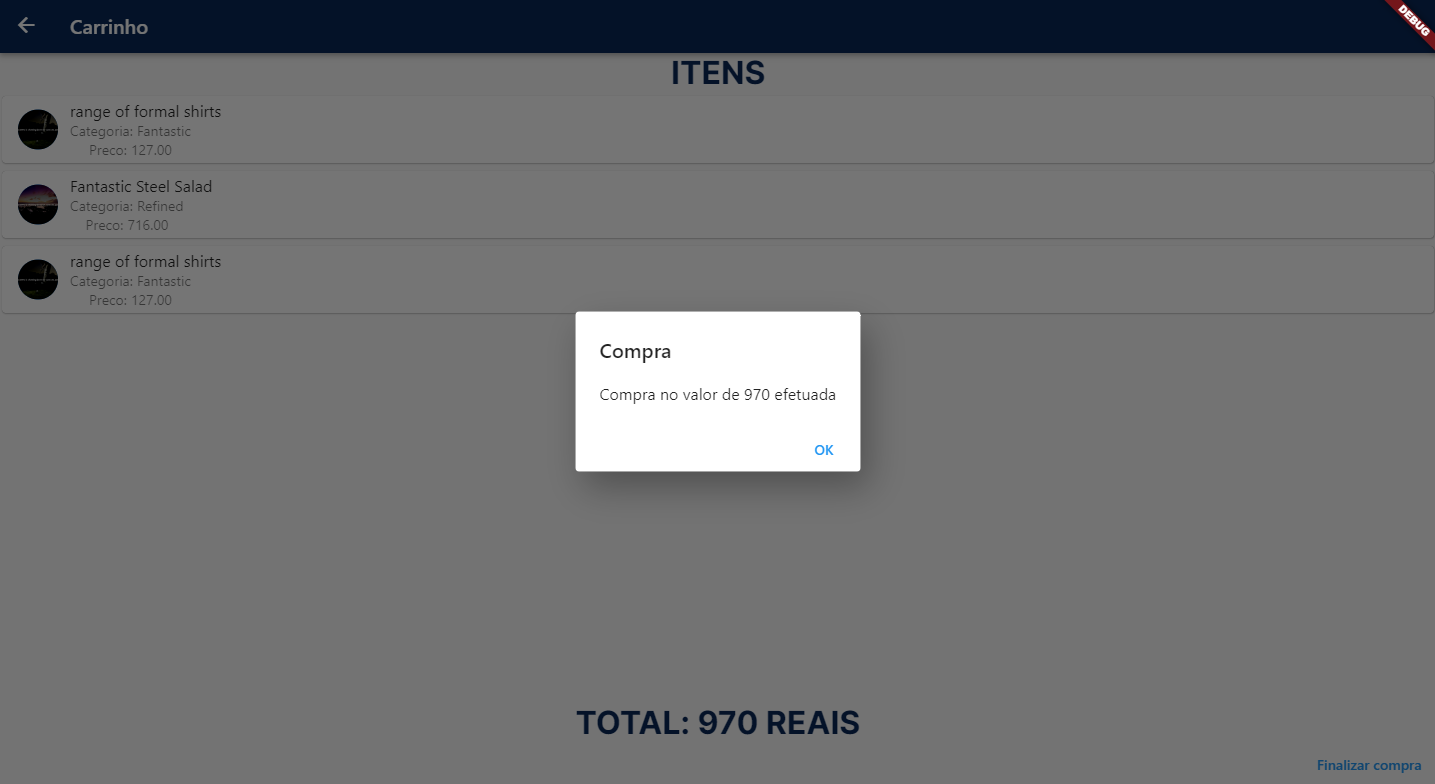 Carrinho
DEBUG
ITENS
range of formal shirts
Categoria: Fantastic
Preco: 127.00
Fantastic Steel Salad
Categoria: Refined
Preco: 716.00
range of formal shirts
Categoria: Fantastic
Preco: 127.00
Compra
Compra no valor de 970 efetuada
OK
TOTAL: 970 REAIS
Finalizar compra